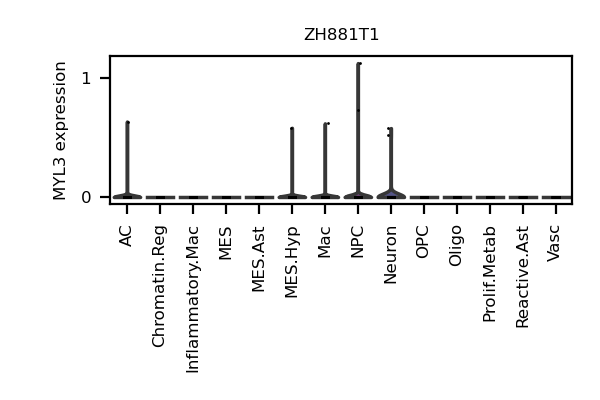 ZH881T1
MYL3 expression
1
0
AC
Chromatin.Reg
Inflammatory.Mac
MES
MES.Ast
MES.Hyp
Mac
NPC
Neuron
OPC
Oligo
Prolif.Metab
Reactive.Ast
Vasc